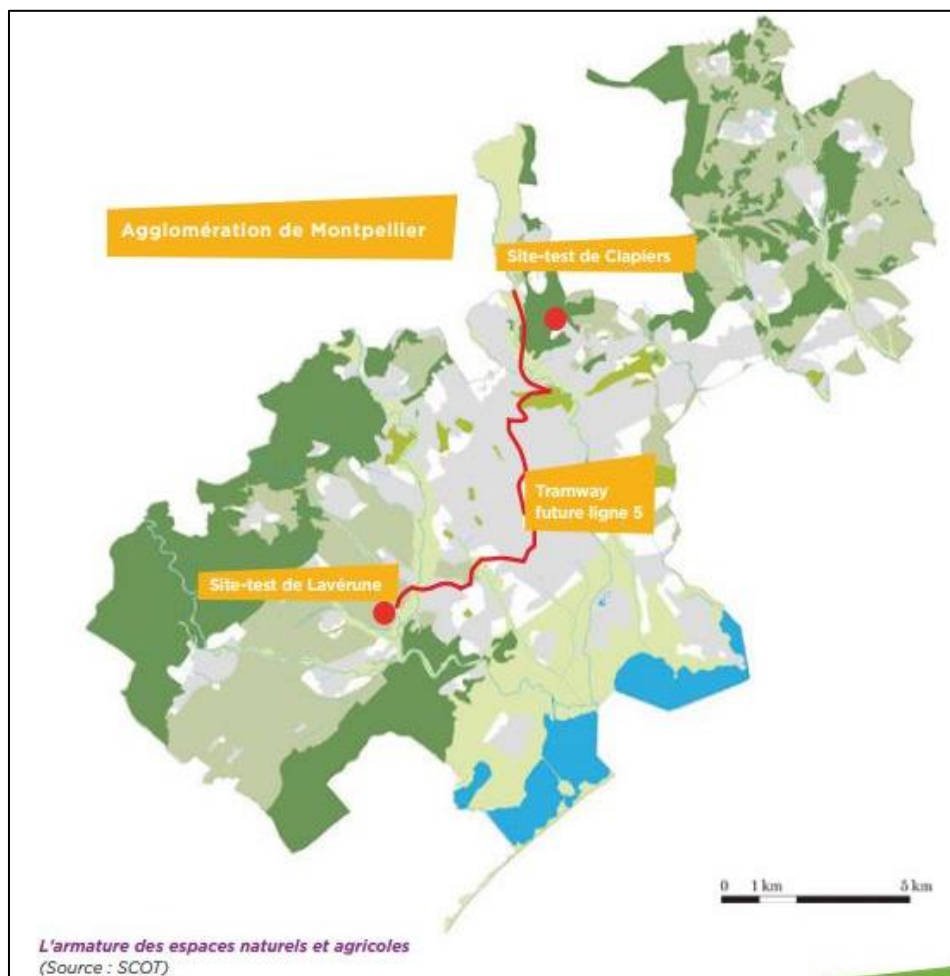 Agglomération de Montpellier
Site-test de Clapiers
Tramway
future ligne 5
Site-test de Lavérune
0 1 km 5 km
L'armature des espaces naturels et agricoles
(Source : SCOT)